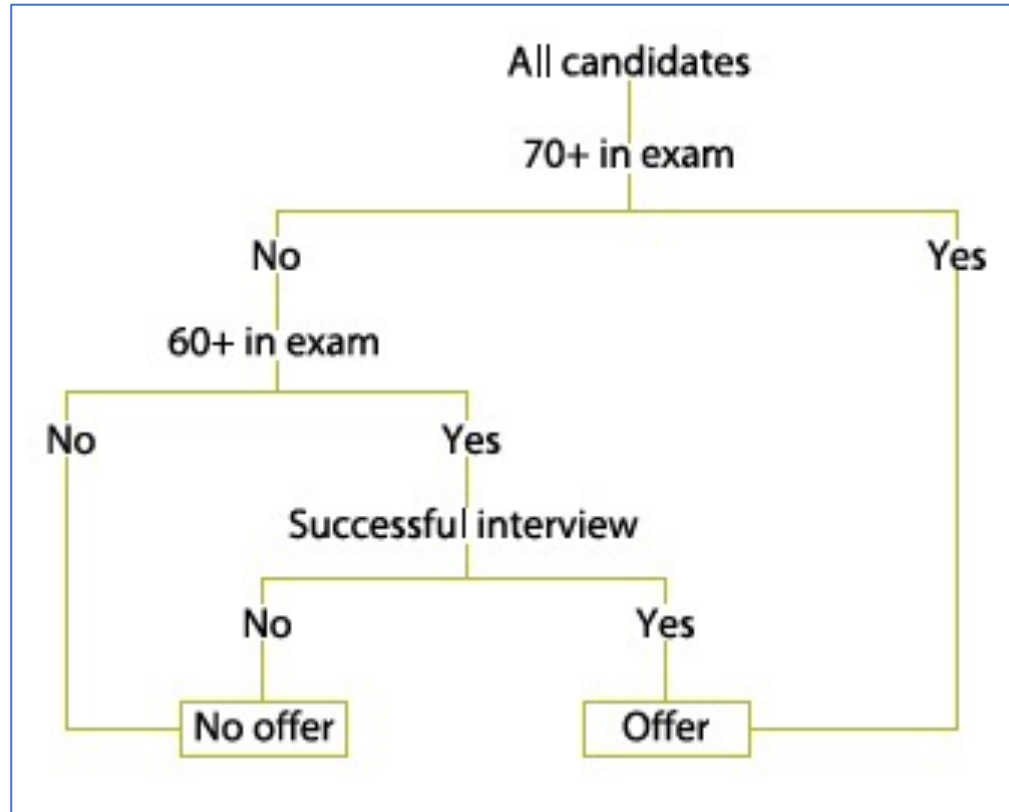 All candidates
70+ in exam
No
Yes
60+ in exam
No
Yes
Successful interview
No
Yes
No offer
Offer